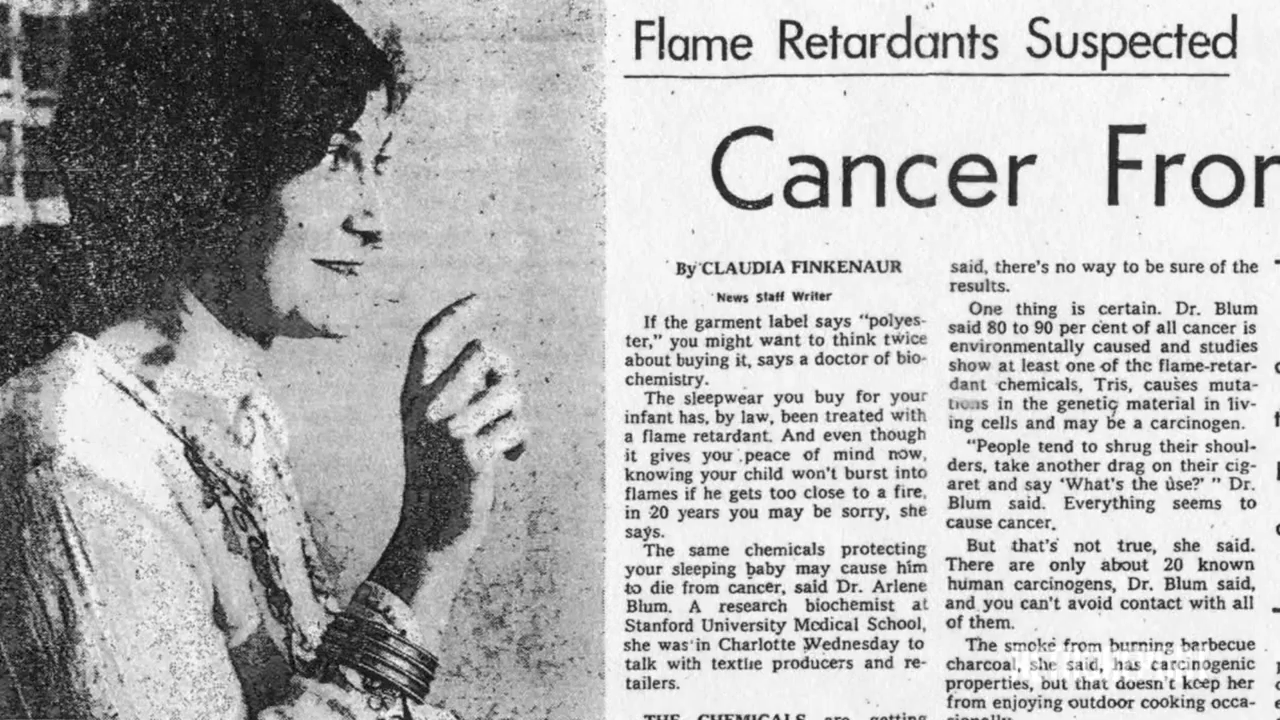 Flame Retardants Suspected
Cancer Fror
By CLAUDIA FINKENAUR
News Staff Writer
If the garment label says "polyes-
ter," you might want to think twice
about buying it, says a doctor of bio-
chemistry.
The sleepwear you buy for your
infant has, by law, been treated with
a flame retardant. And even though
it gives you peace of mind now,
knowing your child won't burst into
flames if he gets too close to a fire,
in 20 years you may be sorry, she
says.
The same chemicals protecting
your sleeping baby may cause him
to die from cancer, said Dr. Arlene
Blum. A research biochemist at
Stanford University Medical School,
she was in Charlotte Wednesday to
talk with textile producers and re-
tailers.
THE CHEMICALS are getting
said, there's no way to be sure of the
results.
One thing is certain. Dr. Blum
said 80 to 90 per cent of all cancer is
environmentally caused and studies
show at least one of the flame-retar-
dant chemicals, Tris, causes muta-
tions in the genetic material in liv-
ing cells and may be a carcinogen.
"People tend to shrug their shoul-
ders, take another drag on their cig-
aret and say 'What's the use?' " Dr.
Blum said. Everything seems to
cause cancer.
But that's not true, she said.
There are only about 20 known
human carcinogens, Dr. Blum said,
and you can't avoid contact with all
of them.
The smoke from burning barbecue
charcoal, she said, has carcinogenic
properties, but that doesn't keep her
from enjoying outdoor cooking occa-
sionally.